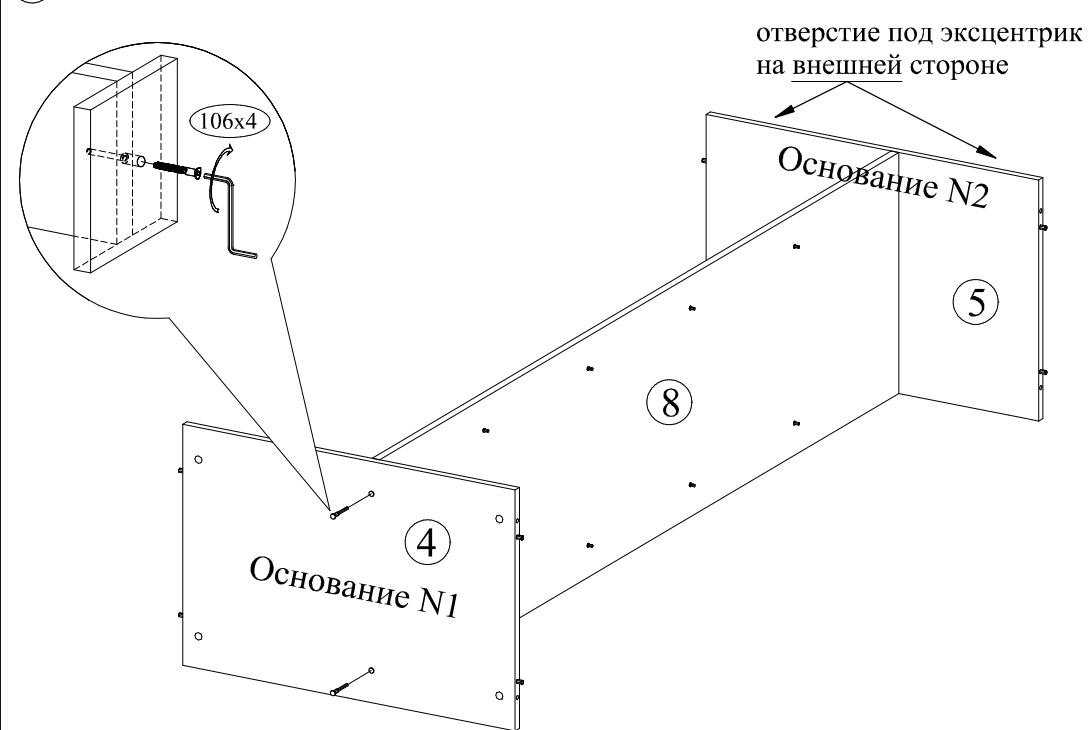 отверстие под эксцентрик
на внешней стороне
106x4
Основание N2
5
8
4
Основание N1